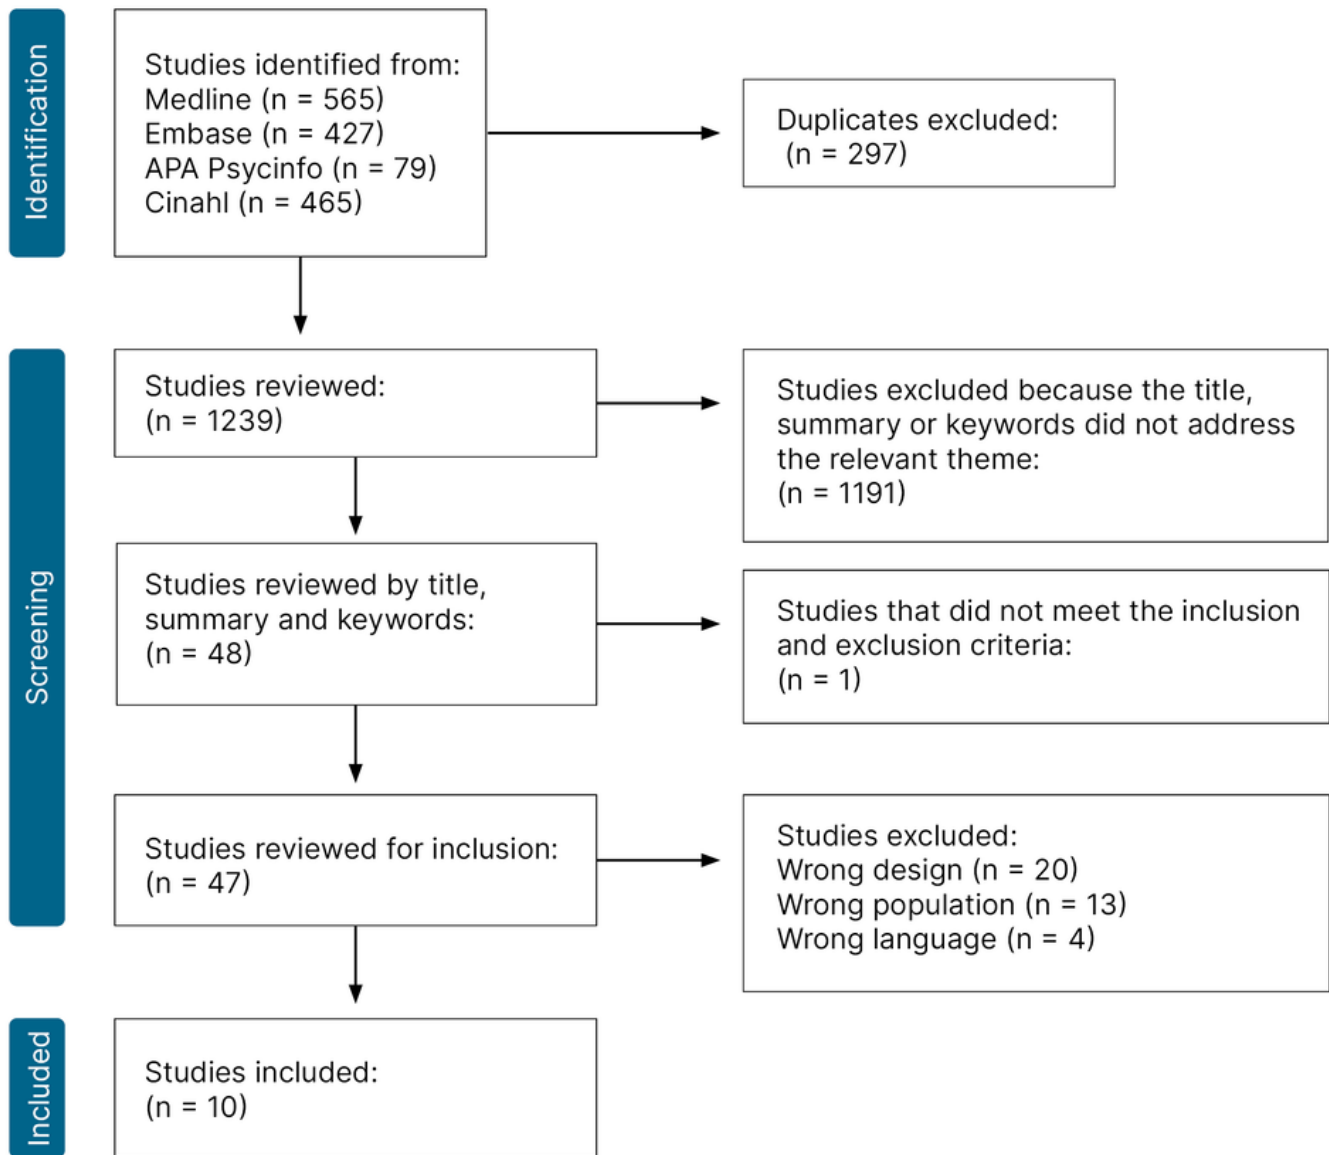 Identification
Studies identified from:
Medline (n = 565)
Embase (n = 427)
APA Psycinfo (n = 79)
Cinahl (n = 465)
Duplicates excluded:
(n = 297)
Screening
Studies reviewed:
(n = 1239)
Studies excluded because the title,
summary or keywords did not address
the relevant theme:
(n = 1191)
Studies reviewed by title,
summary and keywords:
(n = 48)
Studies that did not meet the inclusion
and exclusion criteria:
(n = 1)
Studies reviewed for inclusion:
(n = 47)
Studies excluded:
Wrong design (n = 20)
Wrong population (n = 13)
Wrong language (n = 4)
Included
Studies included:
(n = 10)